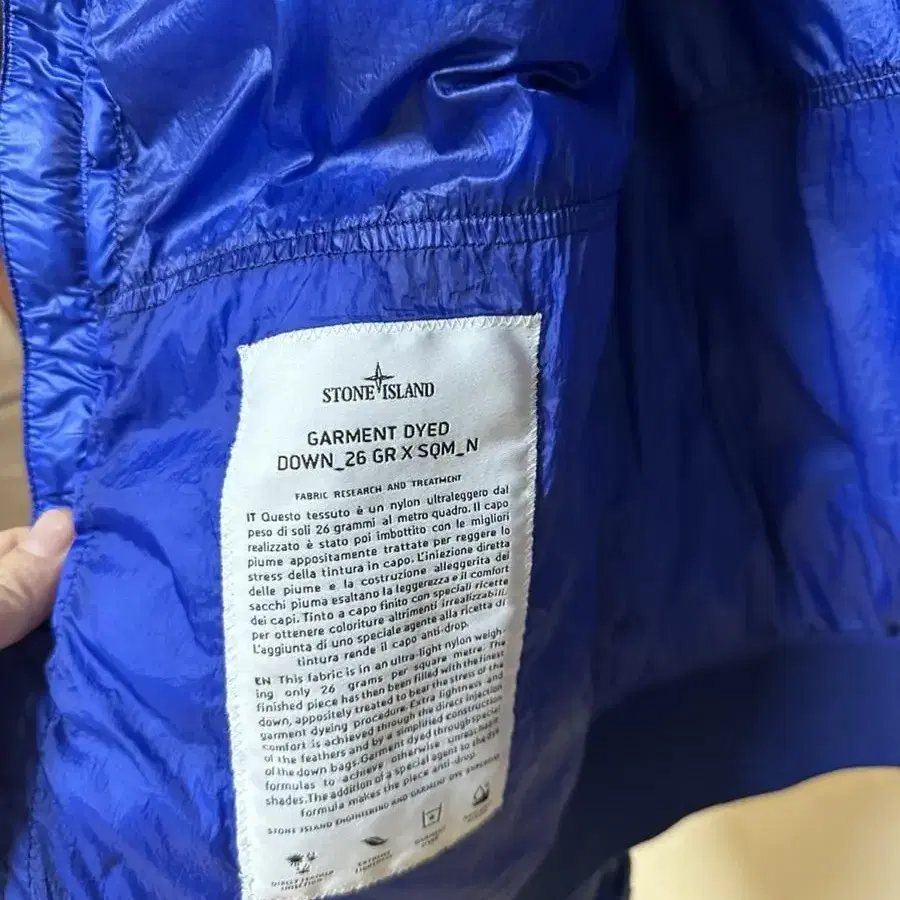 STONE ISLAND
GARMENT DYED
DOWN_26 GR X SQM_N
FABRIC RESEARCH AND TREATMENT
IT Questo tessuto è un nylon ultraleggero dal
peso di soli 26 grammi al metro quadro. Il capo
realizzato è stato poi imbottito con le migliori
piume appositamente trattate per reggere lo
stress della tintura in capo. L'iniezione diretta
delle piume e la costruzione alleggerita dei
sacchi piuma esaltano la leggerezza e il comfort
dei capi. Tinto a capo finito con speciali ricette
per ottenere coloriture altrimenti irrealizzabili.
L'aggiunta di uno speciale agente alla ricetta di
tintura rende il capo anti-drop.
EN This fabric is in an ultra-light nylon weigh-
ing only 26 grams per square metre. The
finished piece has then been filled with the finest
down, appositely treated to bear the stress of the
garment dyeing procedure. Extra lightness and
comfort is achieved through the direct injection
of the feathers and by a simplified construction
of the down bags. Garment dyed through special
formulas to achieve otherwise unreachable
shades. The addition of a special agent to the dye
formula makes the piece anti-drop.
STONE ISLAND ENGINEERING AND GARMENT DYE
DIRECT FEATHER
INJECTION
EXTREME
LIGHTNESS
GARMENT
DYED